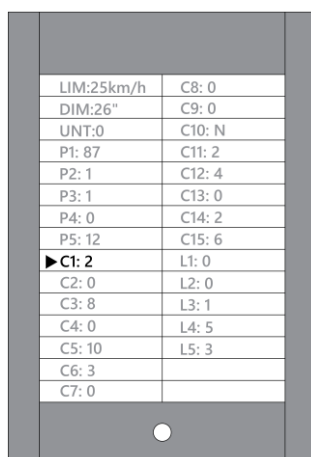 LIM:25km/h
DIM:26"
UNT:0
P1: 87
P2: 1
P3: 1
P4: 0
P5: 12
▶C1: 2
C2: 0
C3: 8
C4: 0
C5: 10
C6: 3
C7: 0
C8: 0
C9: 0
C10: N
C11: 2
C12: 4
C13: 0
C14: 2
C15: 6
L1: 0
L2: 0
L3: 1
L4: 5
L5: 3